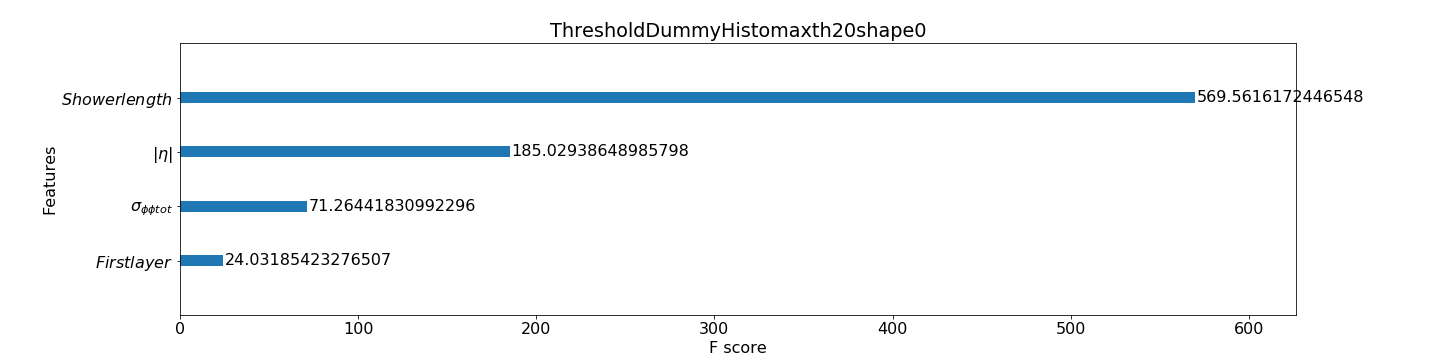 ThresholdDummyHistomaxth20shape0
Features
Showerlength 569.5616172446548
|η| 185.02938648985798
σϕϕtot 71.26441830992296
Firstlayer 24.03185423276507
0 100 200 300 400 500 600
F score